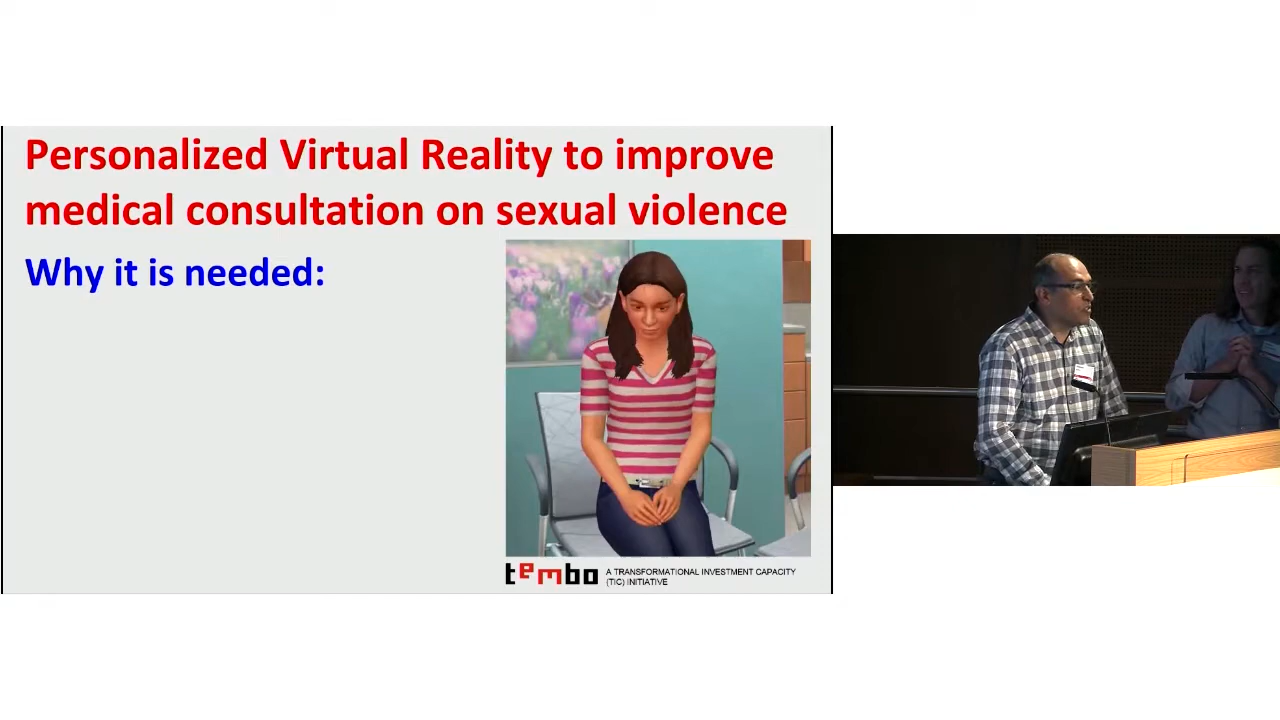 Personalized Virtual Reality to improve
medical consultation on sexual violence
Why it is needed:
tembo A TRANSFORMATIONAL INVESTMENT CAPACITY
(TIC) INITIATIVE